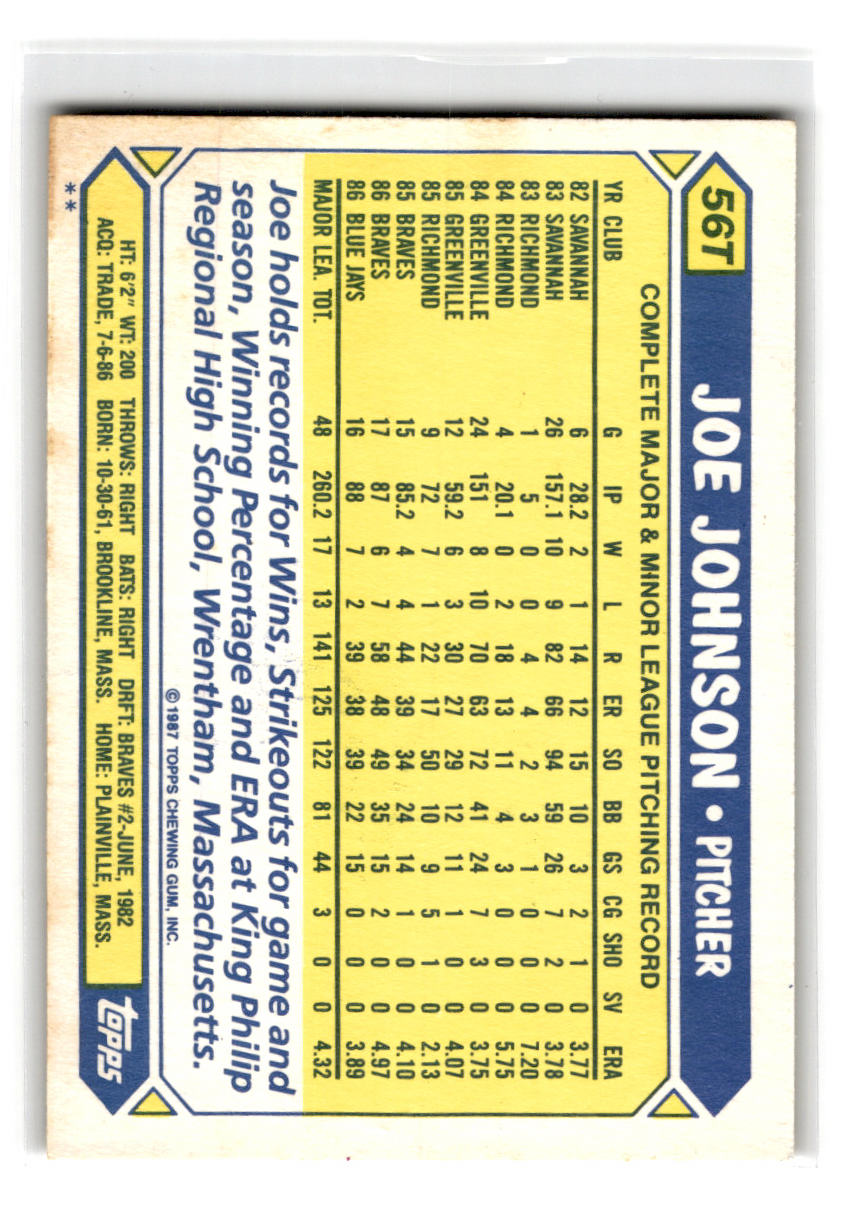 56T JOE JOHNSON • PITCHER
COMPLETE MAJOR & MINOR LEAGUE PITCHING RECORD
YR CLUB G IP W L R ER SO BB GS CG SHO SV ERA
82 SAVANNAH 6 28.2 2 1 14 12 15 10 3 2 1 0 3.77
83 SAVANNAH 26 157.1 10 9 82 66 94 59 26 7 2 0 3.78
83 RICHMOND 1 5 0 0 4 4 2 3 1 0 0 0 7.20
84 RICHMOND 4 20.1 0 2 18 13 11 4 3 0 0 0 5.75
84 GREENVILLE 24 151 8 10 70 63 72 41 24 7 3 0 3.75
85 GREENVILLE 12 59.2 6 3 30 27 29 12 11 1 0 0 4.07
85 RICHMOND 9 72 7 1 22 17 50 10 9 5 1 0 2.13
85 BRAVES 15 85.2 4 4 44 39 34 24 14 1 0 0 4.10
86 BRAVES 17 87 6 7 58 48 49 35 15 2 0 0 4.97
86 BLUE JAYS 16 88 7 2 39 38 39 22 15 0 0 0 3.89
MAJOR LEA. TOT. 48 260.2 17 13 141 125 122 81 44 3 0 0 4.32
Joe holds records for Wins, Strikeouts for game and
season, Winning Percentage and ERA at King Philip
Regional High School, Wrentham, Massachusetts.
© 1987 TOPPS CHEWING GUM, INC.
HT: 6'2" WT: 200 THROWS: RIGHT BATS: RIGHT DRFT: BRAVES #2-JUNE, 1982
ACQ: TRADE, 7-6-86 BORN: 10-30-61, BROOKLINE, MASS. HOME: PLAINVILLE, MASS.
topps
**